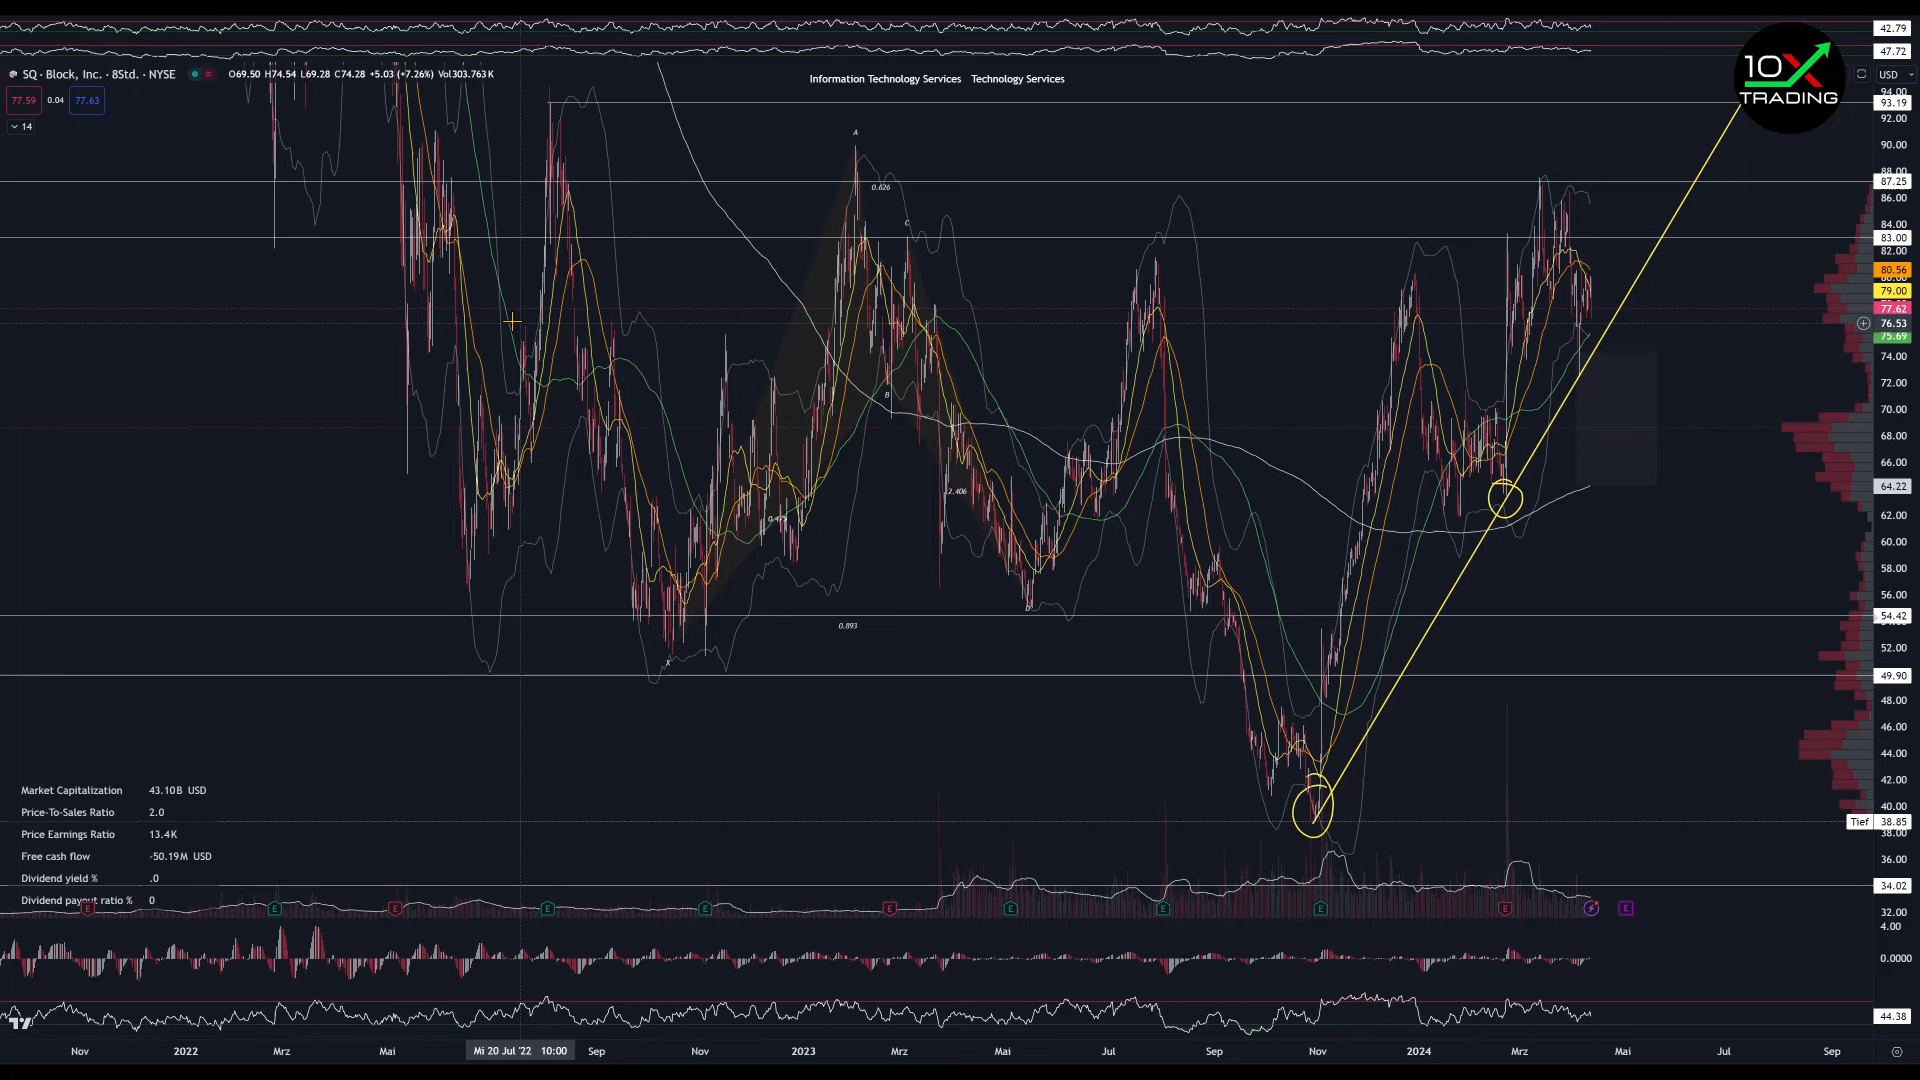 42.79
47.72
SQ · Block, Inc. · 8Std. · NYSE O69.50 H74.54 L69.28 C74.28 +5.03 (+7.26%) Vol303.763K
Information Technology Services Technology Services
10X
TRADING
USD
77.59 0.04 77.63
14
94.00
93.19
92.00
90.00
88.00
87.25
86.00
84.00
83.00
82.00
80.56
79.00
77.62
76.53
75.69
74.00
72.00
70.00
68.00
66.00
64.22
62.00
60.00
58.00
56.00
54.42
52.00
49.90
48.00
46.00
44.00
42.00
40.00
Tief 38.85
38.00
36.00
34.02
32.00
4.00
0.0000
44.38
A
0.626
C
B
2.406
D
0.893
X
Market Capitalization 43.10B USD
Price-To-Sales Ratio 2.0
Price Earnings Ratio 13.4K
Free cash flow -50.19M USD
Dividend yield % .0
Dividend payout ratio % 0
E E E E E E E E E E E
Nov 2022 Mrz Mai Mi 20 Jul '22 10:00 Sep Nov 2023 Mrz Mai Jul Sep Nov 2024 Mrz Mai Jul Sep